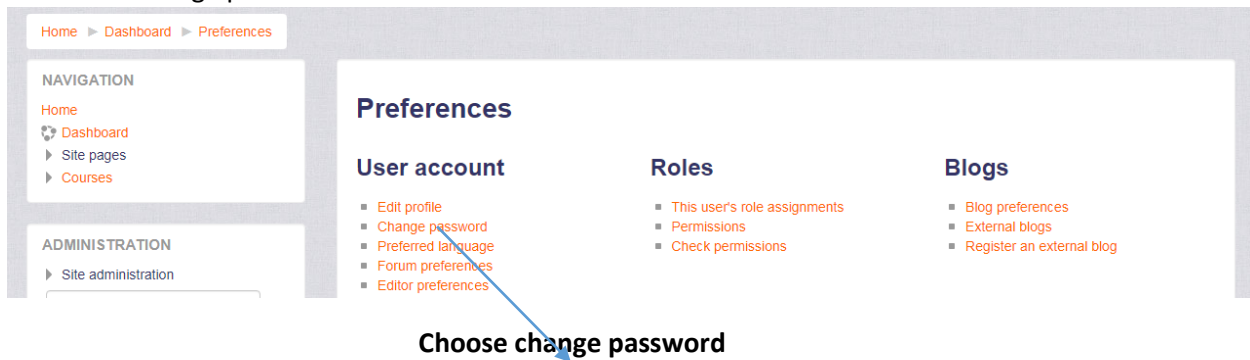 Home ▶ Dashboard ▶ Preferences
NAVIGATION
Home
Dashboard
Site pages
Courses
ADMINISTRATION
Site administration
Preferences
User account
Edit profile
Change password
Preferred language
Forum preferences
Editor preferences
Roles
This user's role assignments
Permissions
Check permissions
Blogs
Blog preferences
External blogs
Register an external blog
Choose change password